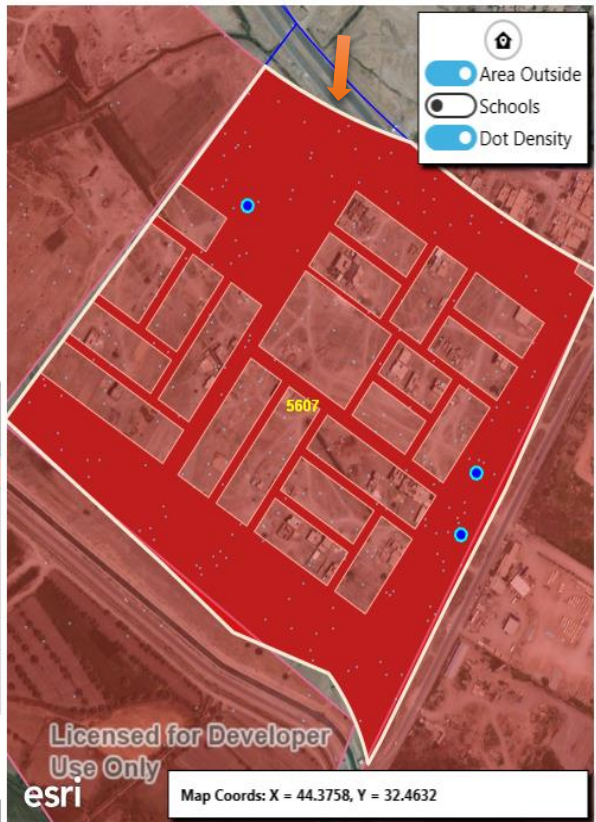 Area Outside
Schools
Dot Density
5607
Licensed for Developer
Use Only
esri
Map Coords: X = 44.3758, Y = 32.4632